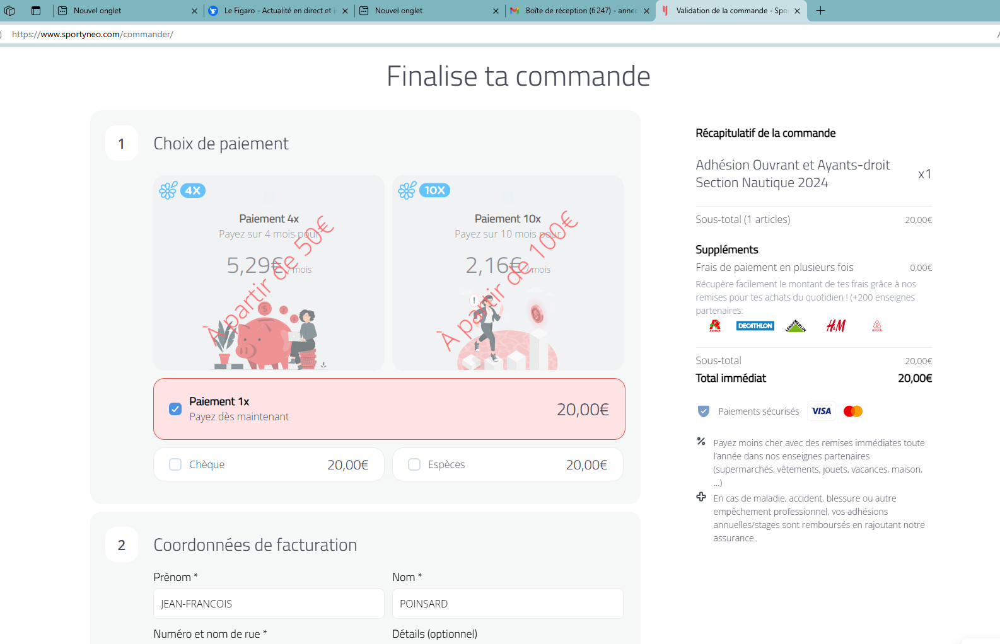 Nouvel onglet
Le Figaro - Actualité en direct et i
Nouvel onglet
Boîte de réception (6 247) - anne
Validation de la commande - Spo
https://www.sportyneo.com/commander/
Finalise ta commande
1
Choix de paiement
4X
Paiement 4x
Payez sur 4 mois pour
5,29€ / mois
À partir de 50€
10X
Paiement 10x
Payez sur 10 mois pour
2,16€ / mois
À partir de 100€
Paiement 1x
Payez dès maintenant
20,00€
Chèque
20,00€
Espèces
20,00€
2
Coordonnées de facturation
Prénom *
Nom *
JEAN-FRANCOIS
POINSARD
Numéro et nom de rue *
Détails (optionnel)
Récapitulatif de la commande
Adhésion Ouvrant et Ayants-droit
Section Nautique 2024
x1
Sous-total (1 articles)
20,00€
Suppléments
Frais de paiement en plusieurs fois
0,00€
Récupère facilement le montant de tes frais grâce à nos
remises pour tes achats du quotidien ! (+200 enseignes
partenaires:
Auchan
DECATHLON
LEROY MERLIN
H&M
airbnb
Sous-total
20,00€
Total immédiat
20,00€
Paiements sécurisés
VISA
Payez moins cher avec des remises immédiates toute
l'année dans nos enseignes partenaires
(supermarchés, vêtements, jouets, vacances, maison,
...)
En cas de maladie, accident, blessure ou autre
empêchement professionnel, vos adhésions
annuelles/stages sont remboursés en rajoutant notre
assurance.